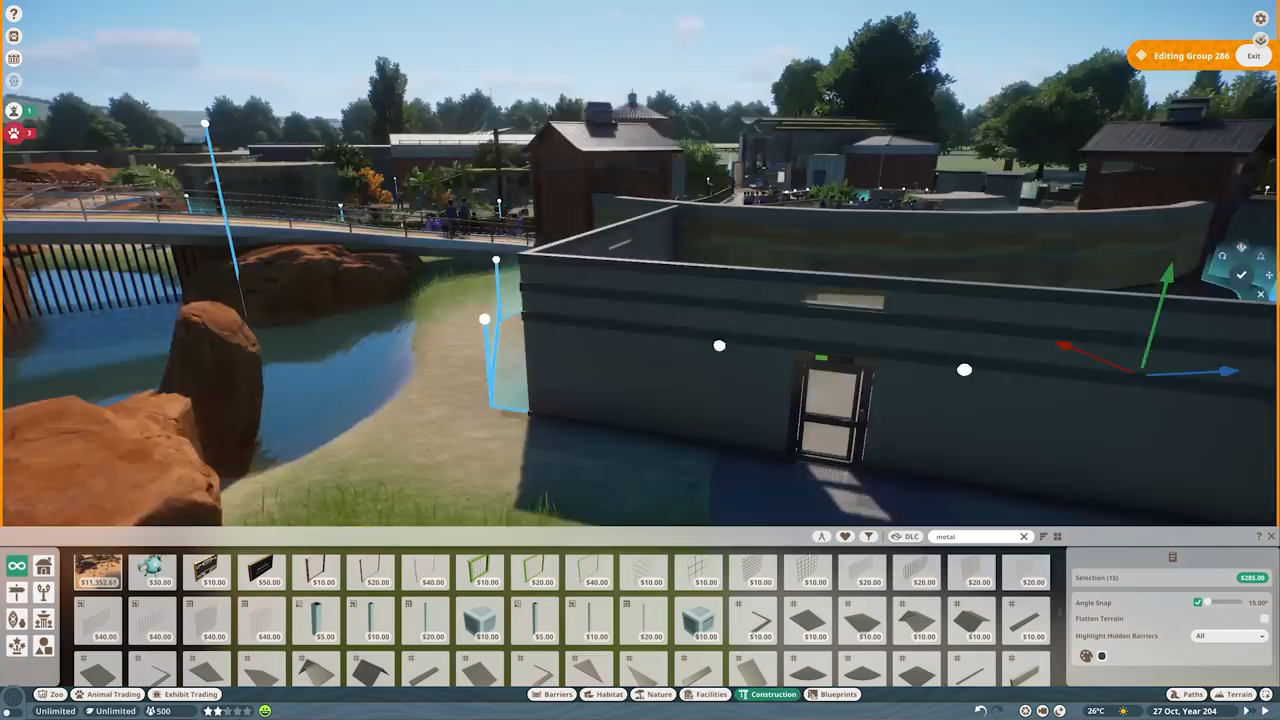 ?
Editing Group 286
Exit
1
3
DLC
metal
?
$11,352.61 $30.00 $10.00 $50.00 $10.00 $20.00 $10.00 $10.00 $20.00 $10.00 $10.00 $10.00 $10.00 $10.00 $20.00 $20.00 $20.00 $20.00
$40.00 $40.00 $40.00 $40.00 $5.00 $10.00 $20.00 $10.00 $5.00 $10.00 $20.00 $10.00 $10.00 $10.00 $10.00 $10.00 $10.00 $10.00
Selection (15) $285.00
Angle Snap 15.00°
Flatten Terrain
Highlight Hidden Barriers All
Zoo Animal Trading Exhibit Trading Barriers Habitat Nature Facilities Construction Blueprints Paths Terrain
Unlimited Unlimited 500 26°C 27 Oct, Year 204